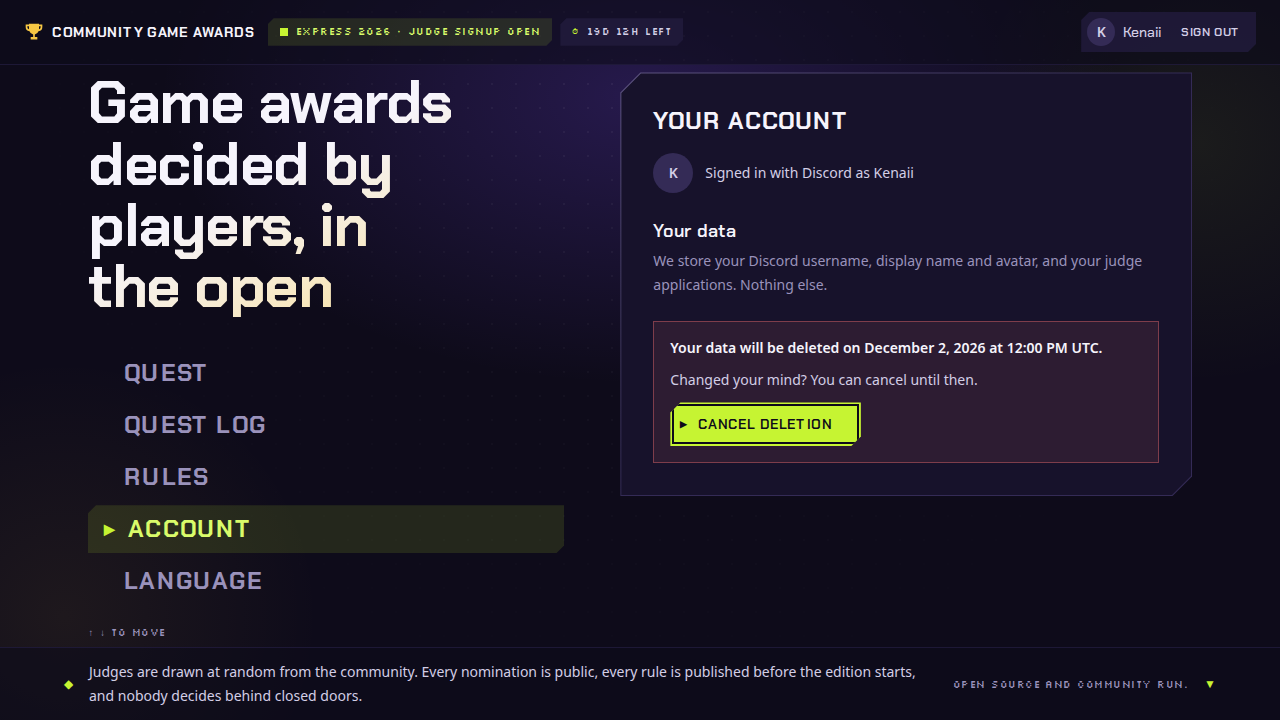 COMMUNITY GAME AWARDS
EXPRESS 2026 · JUDGE SIGNUP OPEN
19D 12H LEFT
K
Kenaii
SIGN OUT
Game awards
decided by
players, in
the open
QUEST
QUEST LOG
RULES
▶ ACCOUNT
LANGUAGE
↑ ↓ TO MOVE
YOUR ACCOUNT
K
Signed in with Discord as Kenaii
Your data
We store your Discord username, display name and avatar, and your judge
applications. Nothing else.
Your data will be deleted on December 2, 2026 at 12:00 PM UTC.
Changed your mind? You can cancel until then.
▶ CANCEL DELETION
Judges are drawn at random from the community. Every nomination is public, every rule is published before the edition starts,
and nobody decides behind closed doors.
OPEN SOURCE AND COMMUNITY RUN. ▼